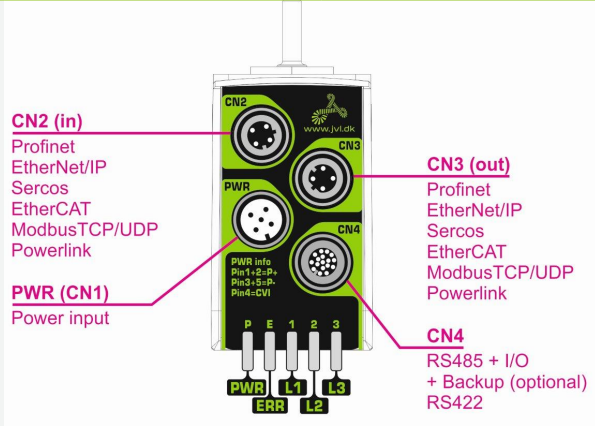 CN2 (in)
Profinet
EtherNet/IP
Sercos
EtherCAT
ModbusTCP/UDP
Powerlink
PWR (CN1)
Power input
CN2
www.jvl.dk
CN3
PWR
CN4
PWR info
Pin1+2=P+
Pin3+5=P-
Pin4=CVI
P E 1 2 3
PWR L1 L3
ERR L2
CN3 (out)
Profinet
EtherNet/IP
Sercos
EtherCAT
ModbusTCP/UDP
Powerlink
CN4
RS485 + I/O
+ Backup (optional)
RS422